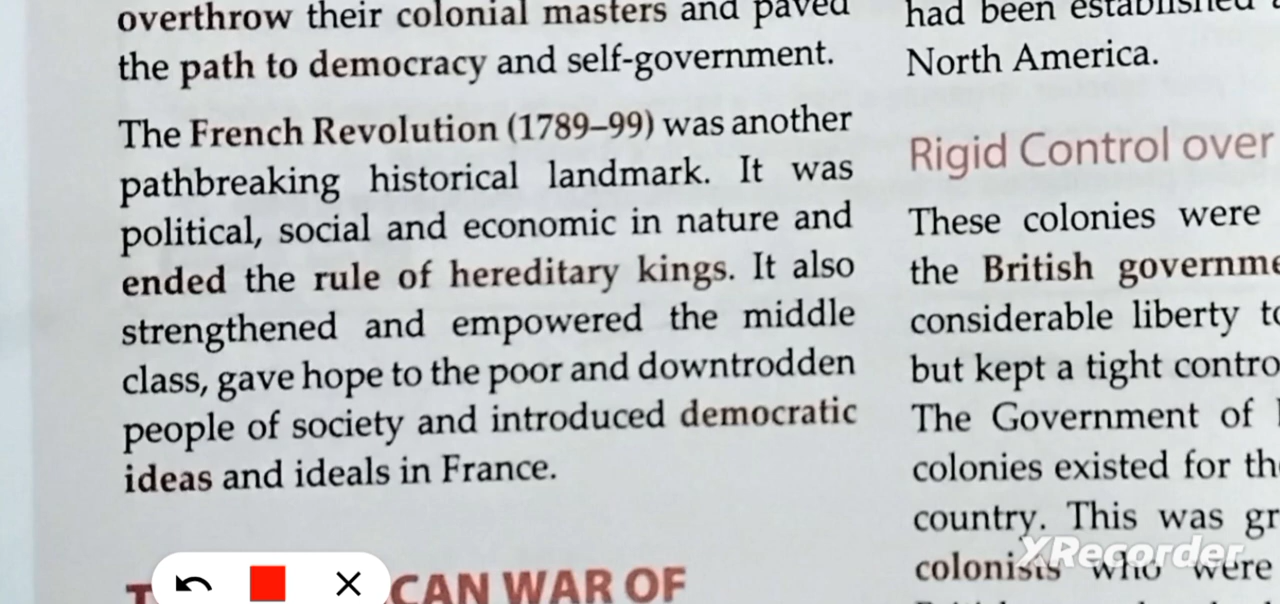 overthrow their colonial masters and paved
the path to democracy and self-government.
The French Revolution (1789–99) was another
pathbreaking historical landmark. It was
political, social and economic in nature and
ended the rule of hereditary kings. It also
strengthened and empowered the middle
class, gave hope to the poor and downtrodden
people of society and introduced democratic
ideas and ideals in France.
CAN WAR OF
had been established
North America.
Rigid Control over
These colonies were
the British
considerable liberty
but kept a tight
The Government of
colonies existed for
country. This was
colonists who were
XRecorder